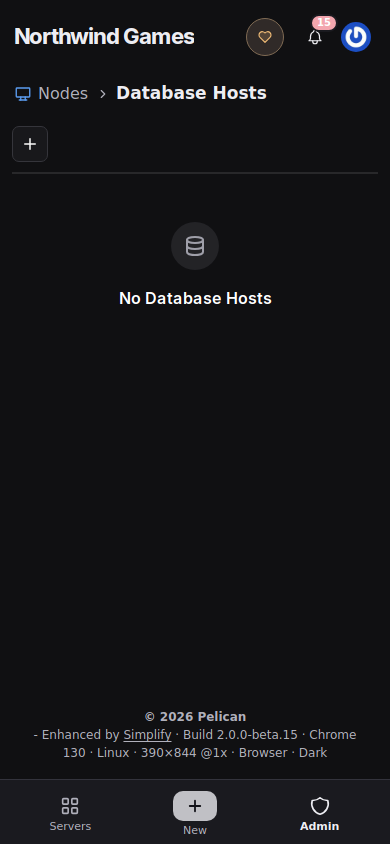 Northwind Games
15
Nodes › Database Hosts
No Database Hosts
© 2026 Pelican
- Enhanced by Simplify · Build 2.0.0-beta.15 · Chrome
130 · Linux · 390×844 @1x · Browser · Dark
Servers
New
Admin